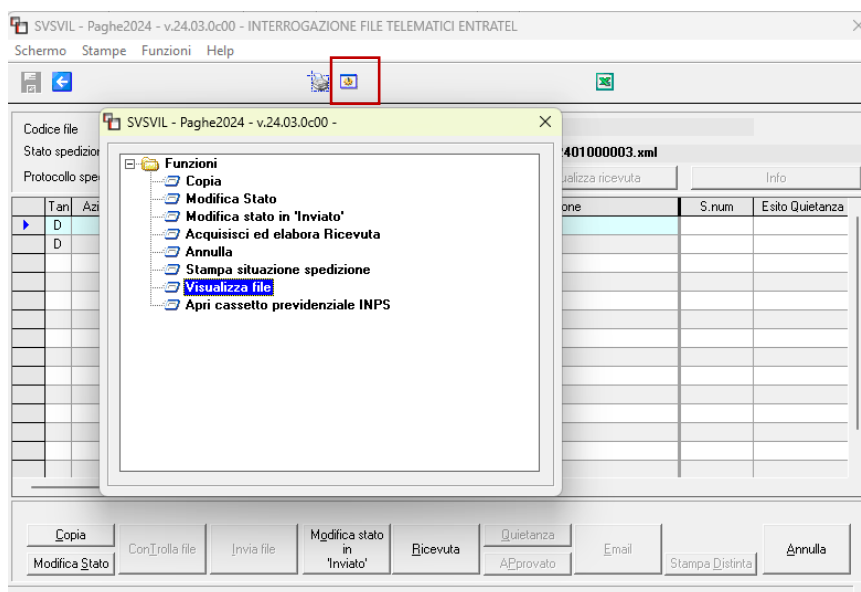 SVSVIL - Paghe2024 - v.24.03.0c00 - INTERROGAZIONE FILE TELEMATICI ENTRATEL
Schermo Stampe Funzioni Help
Codice file
Stato spedizion
2401000003.xml
Protocollo spe
ualizza ricevuta
Info
Tan
Azi
one
S.num
Esito Quietanza
D
D
SVSVIL - Paghe2024 - v.24.03.0c00 -
Funzioni
Copia
Modifica Stato
Modifica stato in 'Inviato'
Acquisisci ed elabora Ricevuta
Annulla
Stampa situazione spedizione
Visualizza file
Apri cassetto previdenziale INPS
Copia
Modifica Stato
ConTrolla file
Invia file
Modifica stato
in
'Inviato'
Ricevuta
Quietanza
APprovato
Email
Stampa Distinta
Annulla